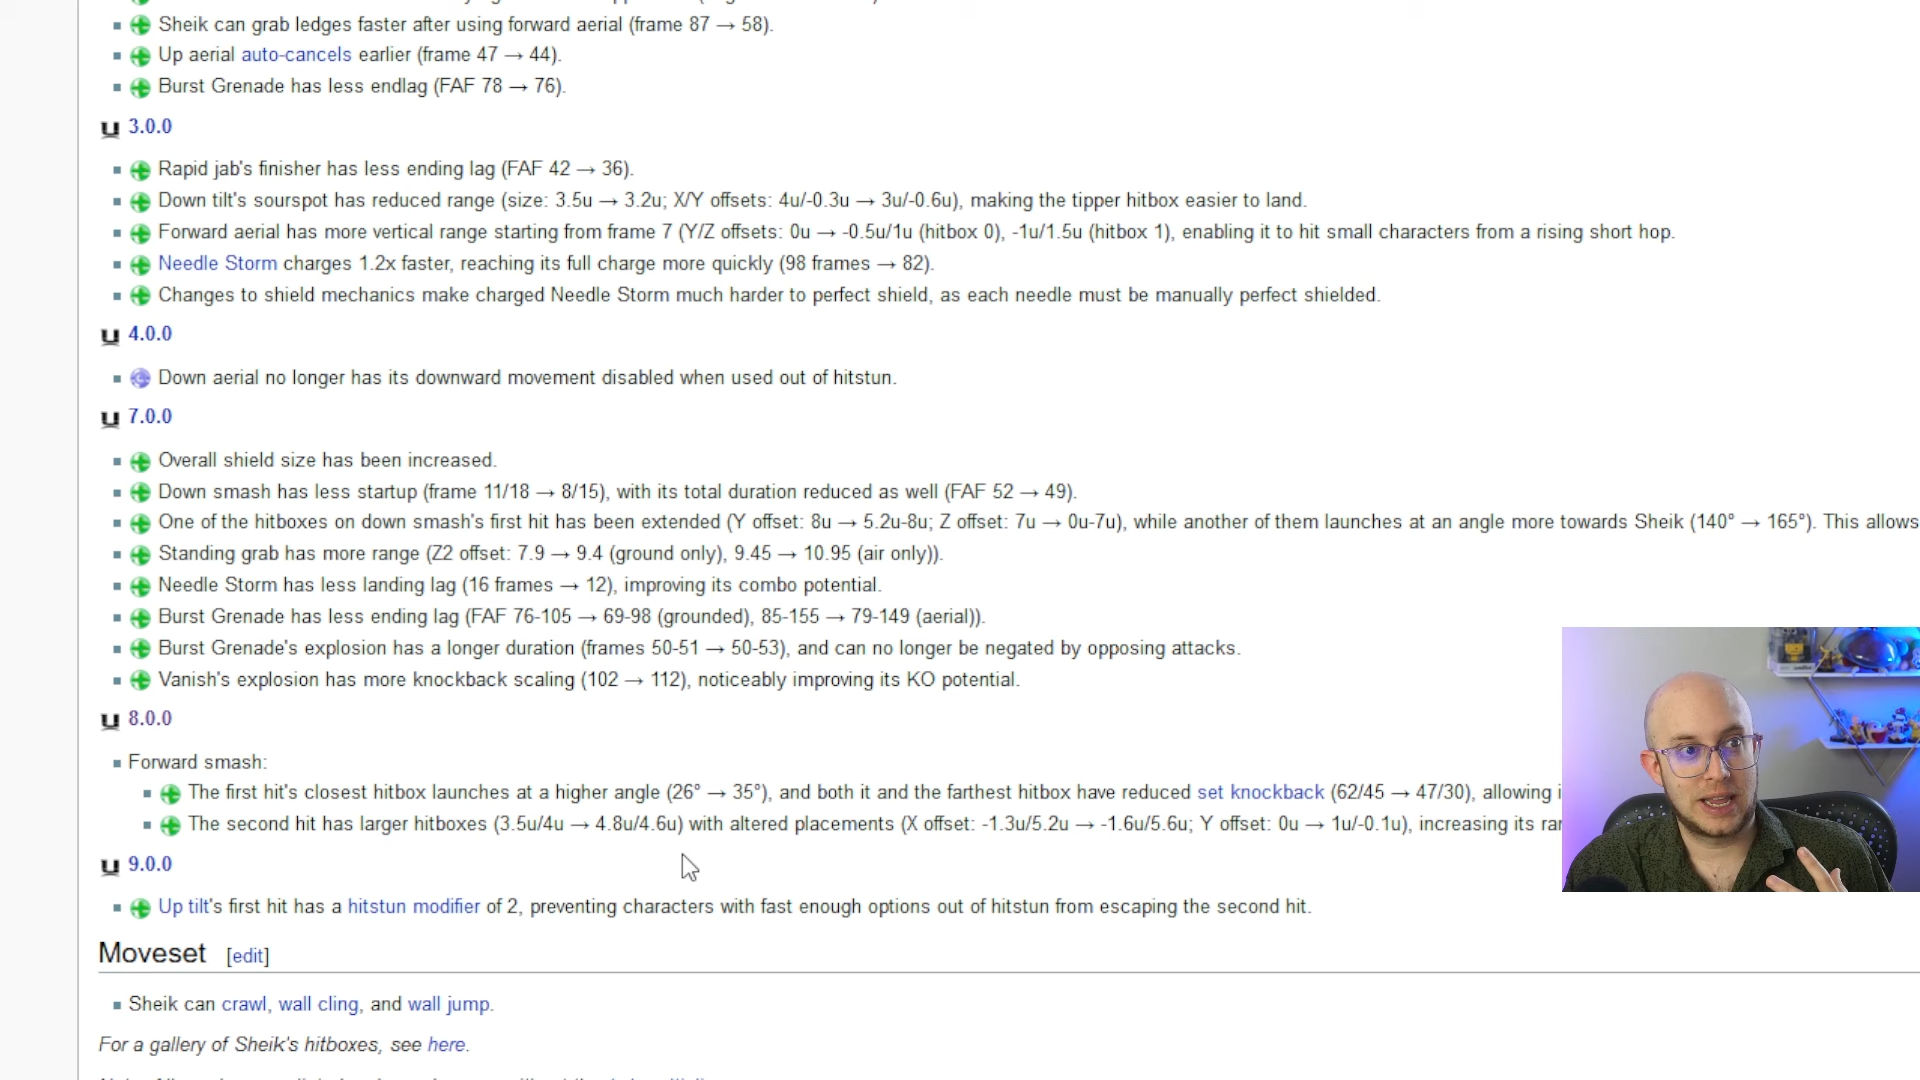 Sheik can grab ledges faster after using forward aerial (frame 87 → 58).
Up aerial auto-cancels earlier (frame 47 → 44).
Burst Grenade has less endlag (FAF 78 → 76).
3.0.0
Rapid jab's finisher has less ending lag (FAF 42 → 36).
Down tilt's sourspot has reduced range (size: 3.5u → 3.2u; X/Y offsets: 4u/-0.3u → 3u/-0.6u), making the tipper hitbox easier to land.
Forward aerial has more vertical range starting from frame 7 (Y/Z offsets: 0u → -0.5u/1u (hitbox 0), -1u/1.5u (hitbox 1), enabling it to hit small characters from a rising short hop.
Needle Storm charges 1.2x faster, reaching its full charge more quickly (98 frames → 82).
Changes to shield mechanics make charged Needle Storm much harder to perfect shield, as each needle must be manually perfect shielded.
4.0.0
Down aerial no longer has its downward movement disabled when used out of hitstun.
7.0.0
Overall shield size has been increased.
Down smash has less startup (frame 11/18 → 8/15), with its total duration reduced as well (FAF 52 → 49).
One of the hitboxes on down smash's first hit has been extended (Y offset: 8u → 5.2u-8u; Z offset: 7u → 0u-7u), while another of them launches at an angle more towards Sheik (140° → 165°). This allows
Standing grab has more range (Z2 offset: 7.9 → 9.4 (ground only), 9.45 → 10.95 (air only)).
Needle Storm has less landing lag (16 frames → 12), improving its combo potential.
Burst Grenade has less ending lag (FAF 76-105 → 69-98 (grounded), 85-155 → 79-149 (aerial)).
Burst Grenade's explosion has a longer duration (frames 50-51 → 50-53), and can no longer be negated by opposing attacks.
Vanish's explosion has more knockback scaling (102 → 112), noticeably improving its KO potential.
8.0.0
Forward smash:
The first hit's closest hitbox launches at a higher angle (26° → 35°), and both it and the farthest hitbox have reduced set knockback (62/45 → 47/30), allowing i
The second hit has larger hitboxes (3.5u/4u → 4.8u/4.6u) with altered placements (X offset: -1.3u/5.2u → -1.6u/5.6u; Y offset: 0u → 1u/-0.1u), increasing its rar
9.0.0
Up tilt's first hit has a hitstun modifier of 2, preventing characters with fast enough options out of hitstun from escaping the second hit.
Moveset [edit]
Sheik can crawl, wall cling, and wall jump.
For a gallery of Sheik's hitboxes, see here.